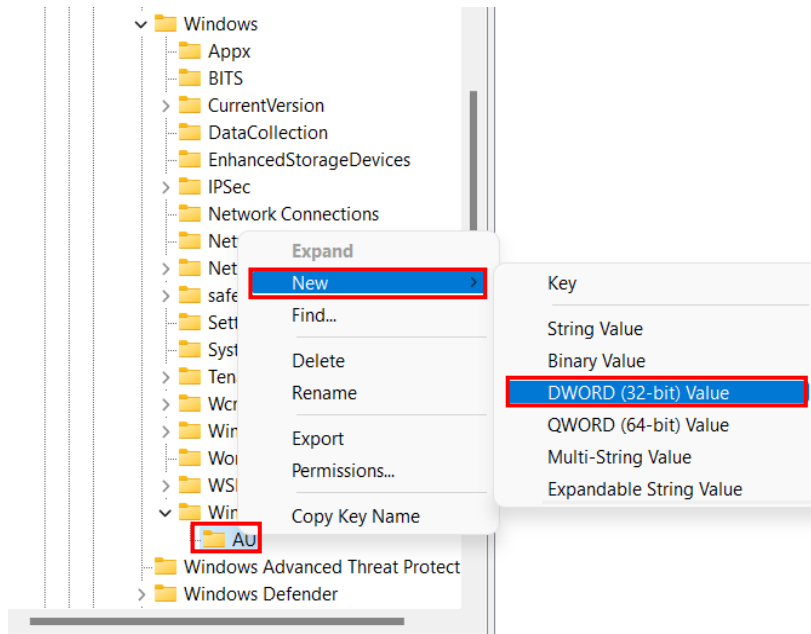 Windows
Appx
BITS
CurrentVersion
DataCollection
EnhancedStorageDevices
IPSec
Network Connections
Net
Net
safe
Sett
Syst
Ten
Wcr
Win
Wor
WSI
Win
AU
Windows Advanced Threat Protect
Windows Defender
Expand
New
Find...
Delete
Rename
Export
Permissions...
Copy Key Name
Key
String Value
Binary Value
DWORD (32-bit) Value
QWORD (64-bit) Value
Multi-String Value
Expandable String Value